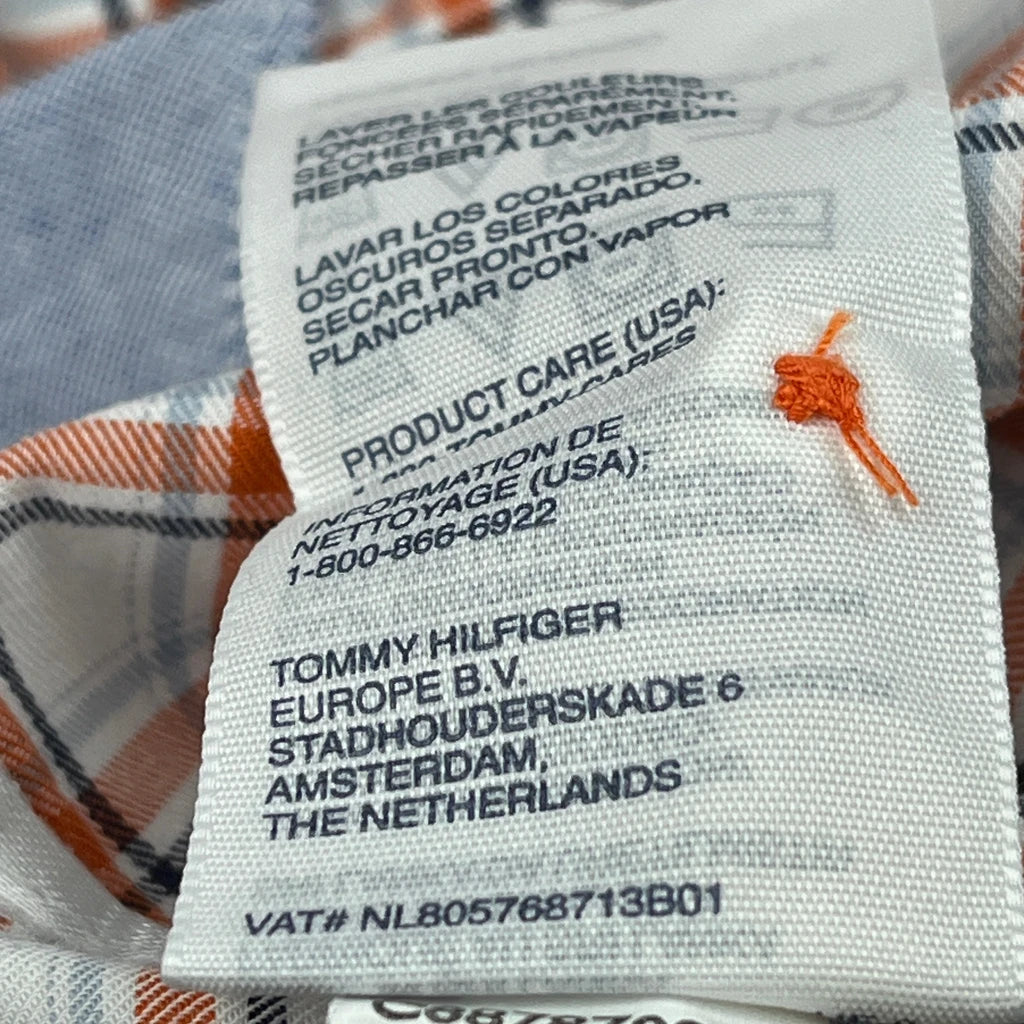 LAVER LES COULEURS
FONCÉES SÉPARÉMENT.
SÉCHER RAPIDEMENT.
REPASSER À LA VAPEUR
LAVAR LOS COLORES
OSCUROS SEPARADO.
SECAR PRONTO.
PLANCHAR CON VAPOR
PRODUCT CARE (USA):
TOMMY-CARES
INFORMATION DE
NETTOYAGE (USA):
1-800-866-6922
TOMMY HILFIGER
EUROPE B.V.
STADHOUDERSKADE 6
AMSTERDAM,
THE NETHERLANDS
VAT# NL805768713B01